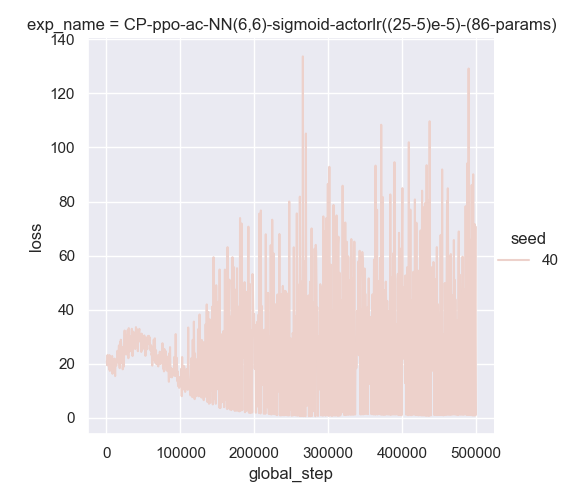 exp_name = CP-ppo-ac-NN(6,6)-sigmoid-actorlr((25-5)e-5)-(86-params)
140
120
100
80
60
40
20
0
loss
0 100000 200000 300000 400000 500000
global_step
seed
40